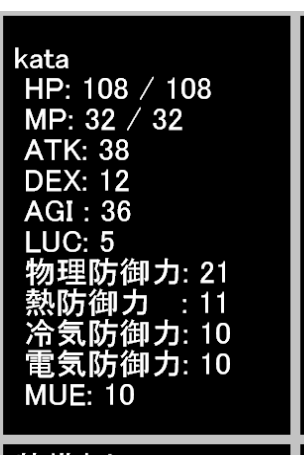 kata
HP: 108 / 108
MP: 32 / 32
ATK: 38
DEX: 12
AGI : 36
LUC: 5
物理防御力: 21
熱防御力　: 11
冷気防御力: 10
電気防御力: 10
MUE: 10